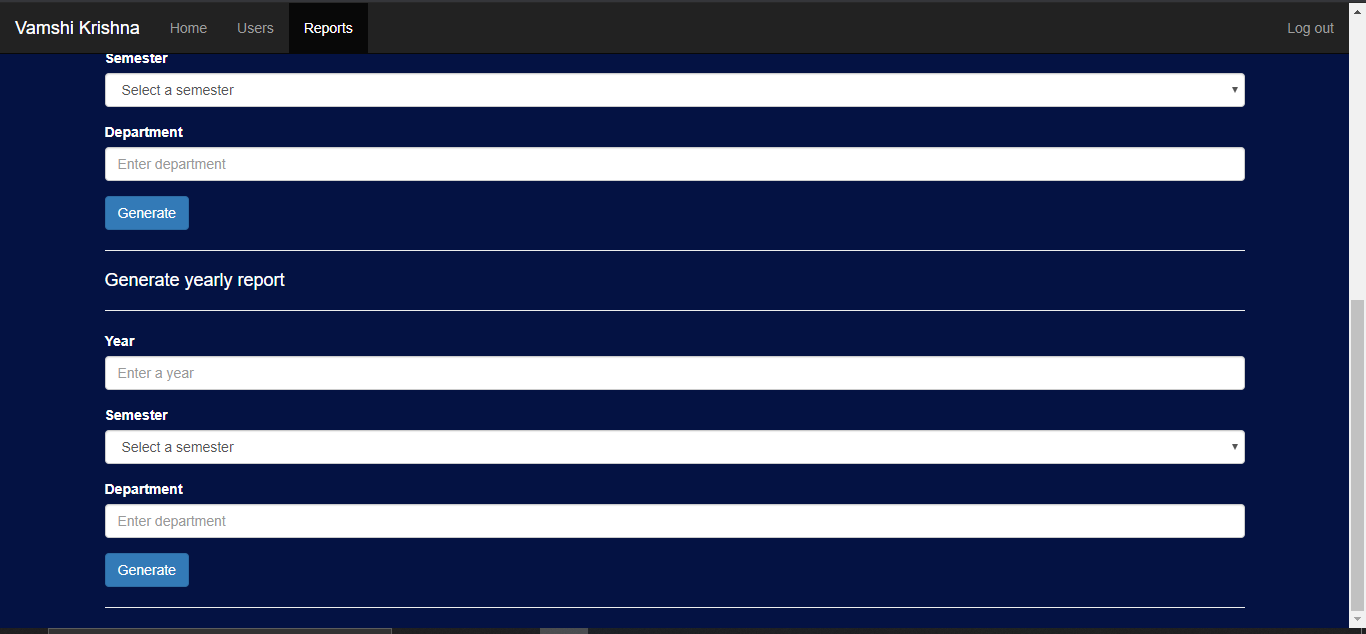 Vamshi Krishna Home Users Reports Log out
Semester
Select a semester
Department
Enter department
Generate
Generate yearly report
Year
Enter a year
Semester
Select a semester
Department
Enter department
Generate